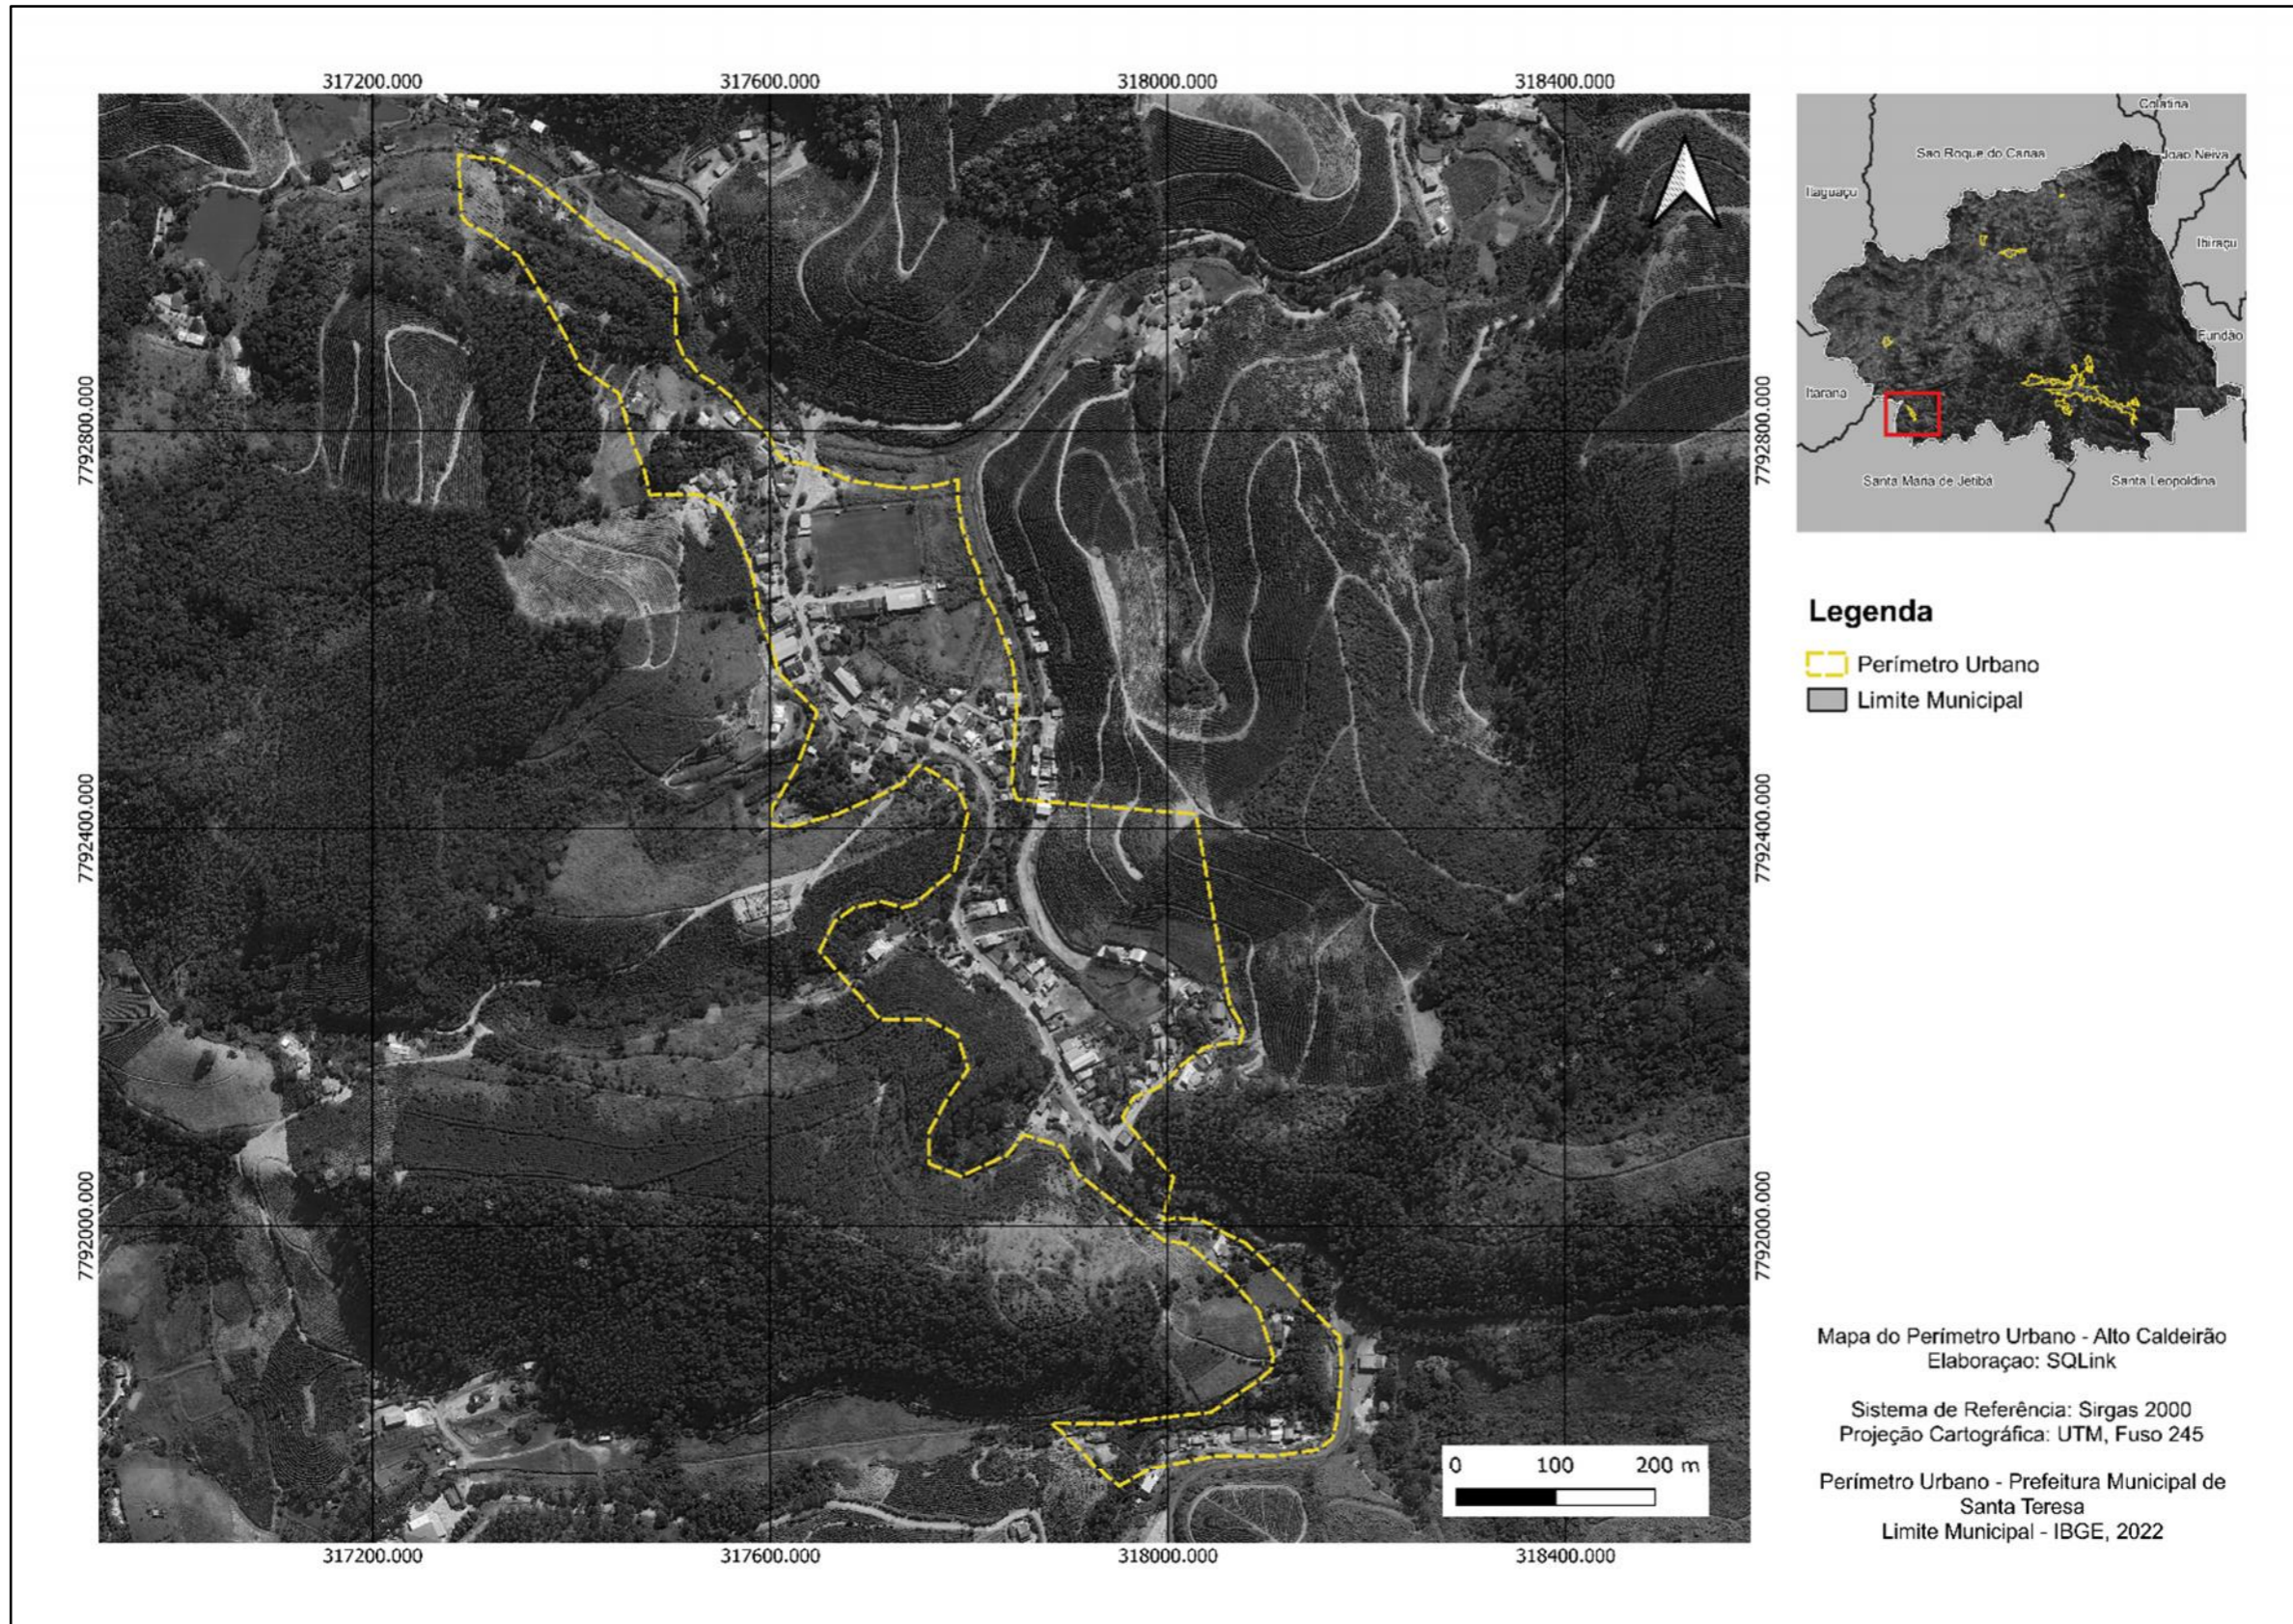 317200.000
317600.000
318000.000
318400.000
7792800.000
7792400.000
7792000.000
7792800.000
7792400.000
7792000.000
317200.000
317600.000
318000.000
318400.000
0 100 200 m
Colatina
Sao Roque do Canaa
Joao Neiva
Itaguaçu
Ibiraçu
Fundão
Itarana
Santa Maria de Jetibá
Santa Leopoldina
Legenda
Perímetro Urbano
Limite Municipal
Mapa do Perímetro Urbano - Alto Caldeirão
Elaboraçao: SQLink
Sistema de Referência: Sirgas 2000
Projeção Cartográfica: UTM, Fuso 245
Perímetro Urbano - Prefeitura Municipal de
Santa Teresa
Limite Municipal - IBGE, 2022